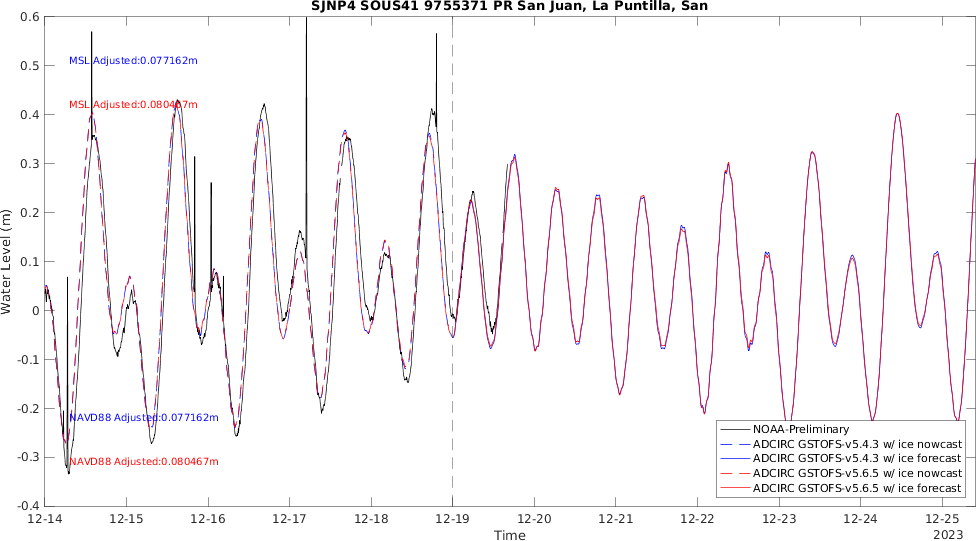 SJNP4 SOUS41 9755371 PR San Juan, La Puntilla, San
0.6
0.5
0.4
0.3
0.2
0.1
0
-0.1
-0.2
-0.3
-0.4
Water Level (m)
MSL Adjusted:0.077162m
MSL Adjusted:0.080467m
NAVD88 Adjusted:0.077162m
NAVD88 Adjusted:0.080467m
NOAA-Preliminary
ADCIRC GSTOFS-v5.4.3 w/ ice nowcast
ADCIRC GSTOFS-v5.4.3 w/ ice forecast
ADCIRC GSTOFS-v5.6.5 w/ ice nowcast
ADCIRC GSTOFS-v5.6.5 w/ ice forecast
12-14 12-15 12-16 12-17 12-18 12-19 12-20 12-21 12-22 12-23 12-24 12-25
Time
2023